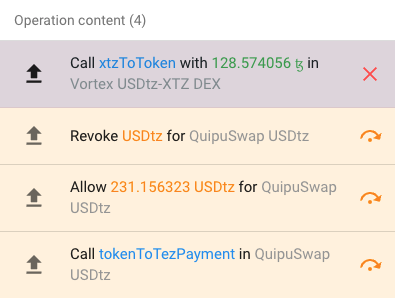 Operation content (4)
Call xtzToToken with 128.574056 ꜩ in
Vortex USDtz-XTZ DEX
Revoke USDtz for QuipuSwap USDtz
Allow 231.156323 USDtz for QuipuSwap
USDtz
Call tokenToTezPayment in QuipuSwap
USDtz